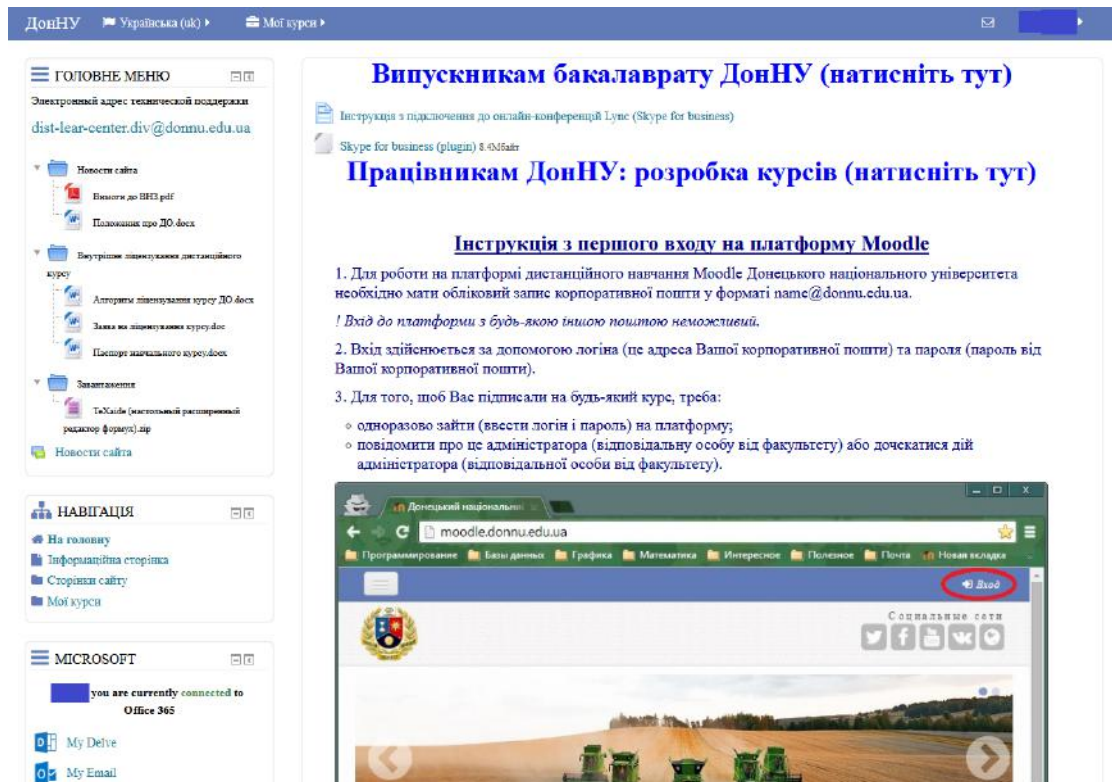 ДонНУ
Українська (uk)
Мої курси
ГОЛОВНЕ МЕНЮ
Электронный адрес технической поддержки
dist-lear-center.div@donnu.edu.ua
Новости сайта
Вимоги до ВНЗ.pdf
Положання про ДО.docx
Внутрішнє ліцензування дистанційного
курсу
Алгоритм ліцензування курсу ДО.docx
Заява на ліцензування курсу.doc
Паспорт навчального курсу.docx
Завантаження
TeXaide (настольный расширенный
редактор формул).zip
Новости сайта
НАВІГАЦІЯ
На головну
Інформаційна сторінка
Сторінки сайту
Мої курси
MICROSOFT
you are currently connected to
Office 365
My Delve
My Email
Випускникам бакалаврату ДонНУ (натисніть тут)
Інструкція з підключення до онлайн-конференцій Lync (Skype for business)
Skype for business (plugin) 8.4Мбайт
Працівникам ДонНУ: розробка курсів (натисніть тут)
Інструкція з першого входу на платформу Moodle
1. Для роботи на платформі дистанційного навчання Moodle Донецького національного університета
необхідно мати обліковий запис корпоративної пошти у форматі name@donnu.edu.ua.
! Вхід до платформи з будь-якою іншою поштою неможливий.
2. Вхід здійснюється за допомогою логіна (це адреса Вашої корпоративної пошти) та пароля (пароль від
Вашої корпоративної пошти).
3. Для того, щоб Вас підписали на будь-який курс, треба:
одноразово зайти (ввести логін і пароль) на платформу;
повідомити про це адміністратора (відповідальну особу від факультету) або дочекатися дій
адміністратора (відповідальної особи від факультету).
Донецький національни
moodle.donnu.edu.ua
Программирование Базы данных Графика Математика Интересное Полезное Почта Новая вкладка
Вход
Социальные сети